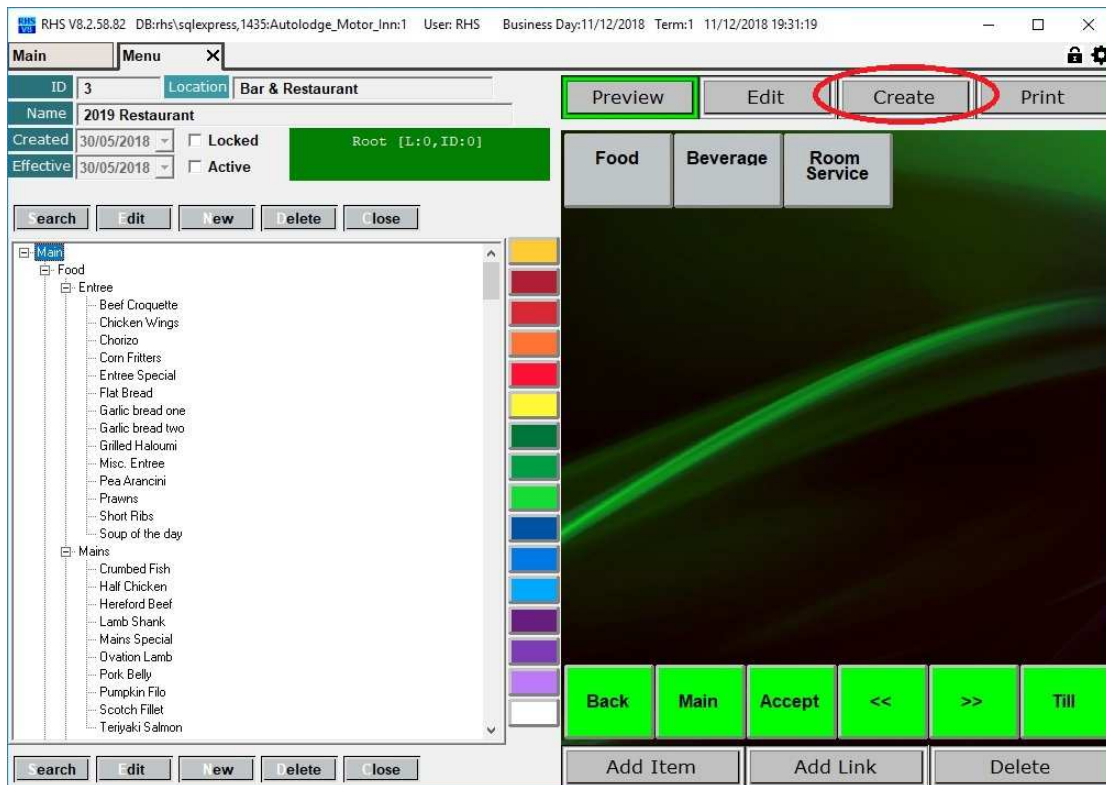 RHS V8 RHS V8.2.58.82 DB:rhs\sqlexpress,1435:Autolodge_Motor_Inn:1 User: RHS Business Day:11/12/2018 Term:1 11/12/2018 19:31:19
Main Menu X
ID 3 Location Bar & Restaurant
Name 2019 Restaurant
Created 30/05/2018 Locked
Effective 30/05/2018 Active
Root [L:0,ID:0]
Search Edit New Delete Close
Main
Food
Entree
Beef Croquette
Chicken Wings
Chorizo
Corn Fritters
Entree Special
Flat Bread
Garlic bread one
Garlic bread two
Grilled Haloumi
Misc. Entree
Pea Arancini
Prawns
Short Ribs
Soup of the day
Mains
Crumbed Fish
Half Chicken
Hereford Beef
Lamb Shank
Mains Special
Ovation Lamb
Pork Belly
Pumpkin Filo
Scotch Fillet
Teriyaki Salmon
Search Edit New Delete Close
Preview Edit Create Print
Food Beverage Room
Service
Back Main Accept << >> Till
Add Item Add Link Delete